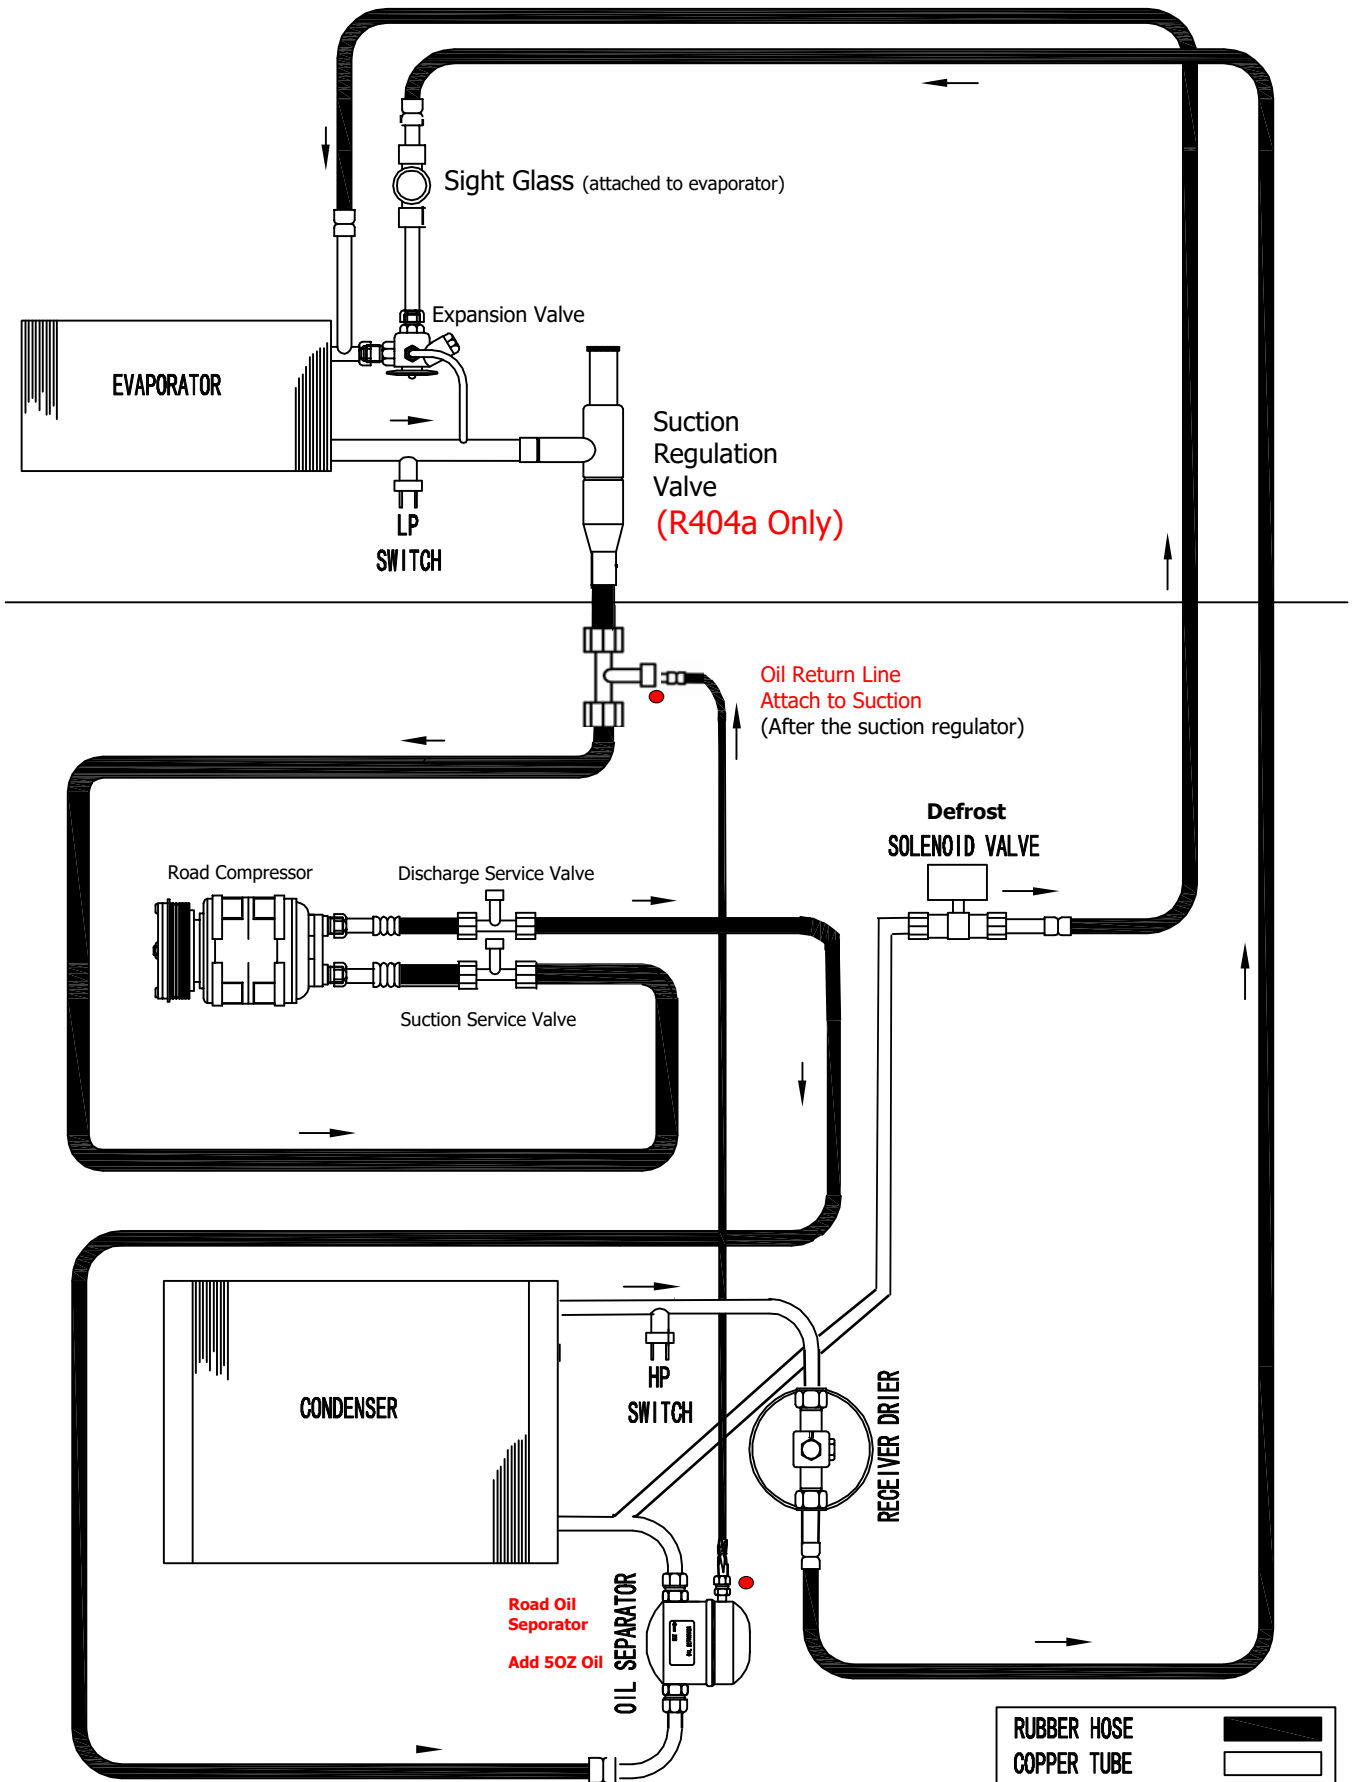 Sight Glass (attached to evaporator)
Expansion Valve
EVAPORATOR
Suction
Regulation
Valve
(R404a Only)
LP
SWITCH
Oil Return Line
Attach to Suction
(After the suction regulator)
Defrost
SOLENOID VALVE
Road Compressor
Discharge Service Valve
Suction Service Valve
HP
SWITCH
CONDENSER
RECEIVER DRIER
Road Oil
Seporator
Add 5OZ Oil
OIL SEPARATOR
RUBBER HOSE
COPPER TUBE